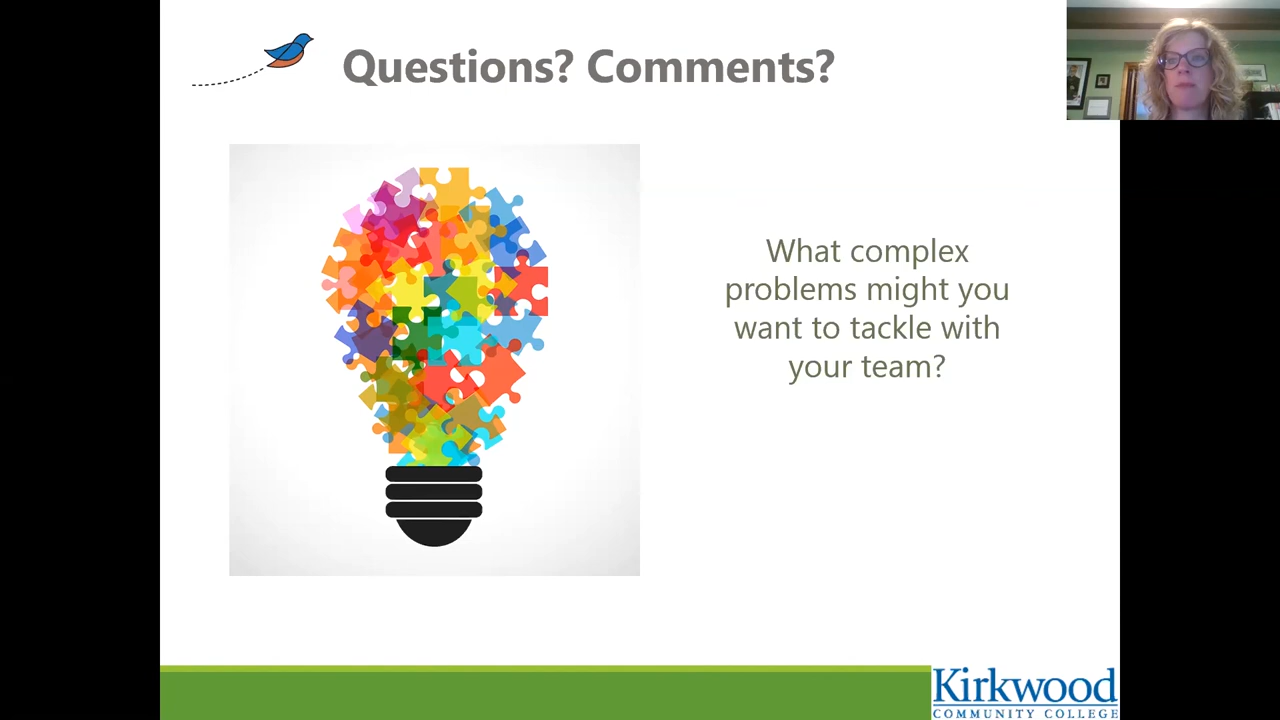 Questions? Comments?
What complex
problems might you
want to tackle with
your team?
Kirkwood
COMMUNITY COLLEGE